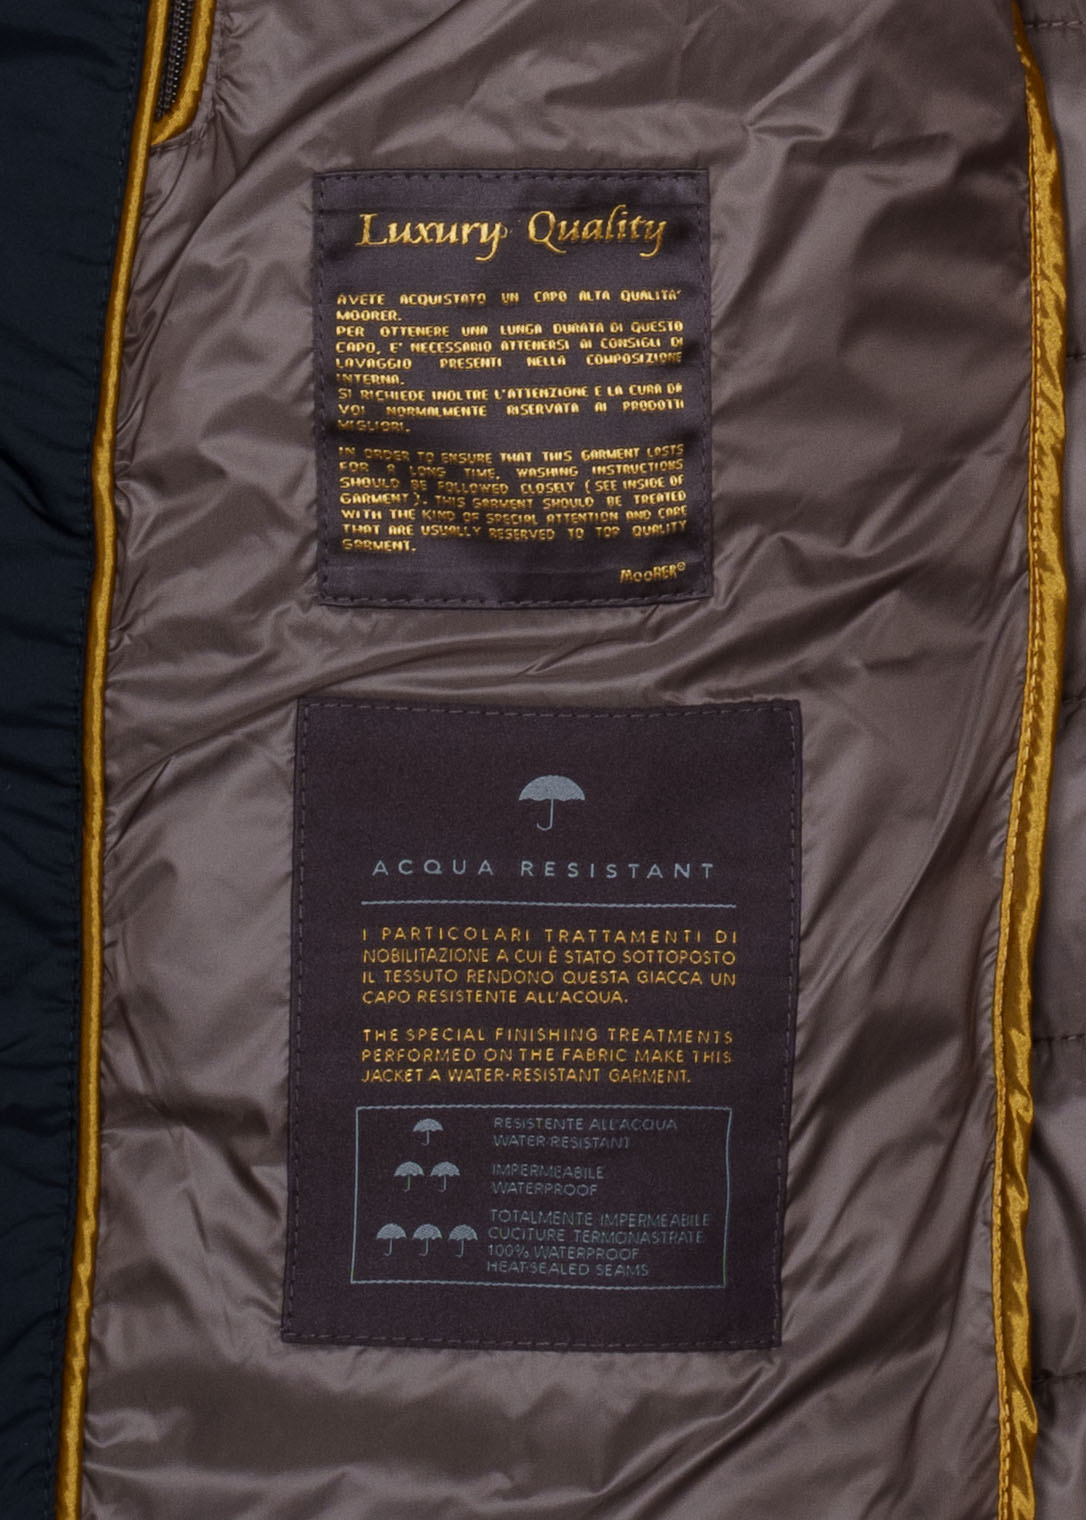 Luxury Quality
AVETE ACQUISTATO UN CAPO ALTA QUALITA'
MOORER.
PER OTTENERE UNA LUNGA DURATA DI QUESTO
CAPO, E' NECESSARIO ATTENERSI AI CONSIGLI DI
LAVAGGIO PRESENTI NELLA COMPOSIZIONE
INTERNA.
SI RICHIEDE INOLTRE L'ATTENZIONE E LA CURA DA
VOI NORMALMENTE RISERVATA AI PRODOTTI
MIGLIORI.
IN ORDER TO ENSURE THAT THIS GARMENT LASTS
FOR A LONG TIME. WASHING INSTRUCTIONS
SHOULD BE FOLLOWED CLOSELY (SEE INSIDE OF
GARMENT). THIS GARMENT SHOULD BE TREATED
WITH THE KIND OF SPECIAL ATTENTION AND CARE
THAT ARE USUALLY RESERVED TO TOP QUALITY
GARMENT.
MooRER®
ACQUA RESISTANT
I PARTICOLARI TRATTAMENTI DI
NOBILITAZIONE A CUI È STATO SOTTOPOSTO
IL TESSUTO RENDONO QUESTA GIACCA UN
CAPO RESISTENTE ALL'ACQUA.
THE SPECIAL FINISHING TREATMENTS
PERFORMED ON THE FABRIC MAKE THIS
JACKET A WATER-RESISTANT GARMENT.
RESISTENTE ALL'ACQUA
WATER-RESISTANT
IMPERMEABILE
WATERPROOF
TOTALMENTE IMPERMEABILE
CUCITURE TERMONASTRATE
100% WATERPROOF
HEAT-SEALED SEAMS